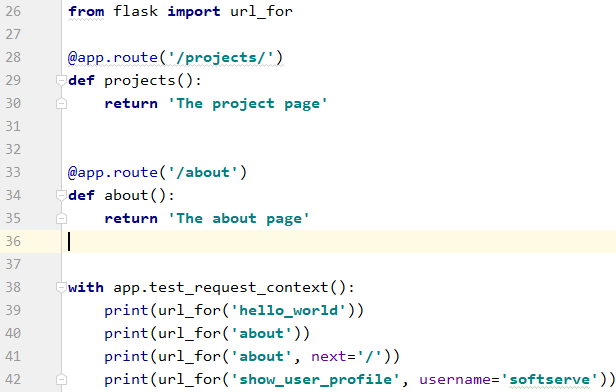 26 from flask import url_for
27
28 @app.route('/projects/')
29 def projects():
30     return 'The project page'
31
32
33 @app.route('/about')
34 def about():
35     return 'The about page'
36
37
38 with app.test_request_context():
39     print(url_for('hello_world'))
40     print(url_for('about'))
41     print(url_for('about', next='/'))
42     print(url_for('show_user_profile', username='softserve'))